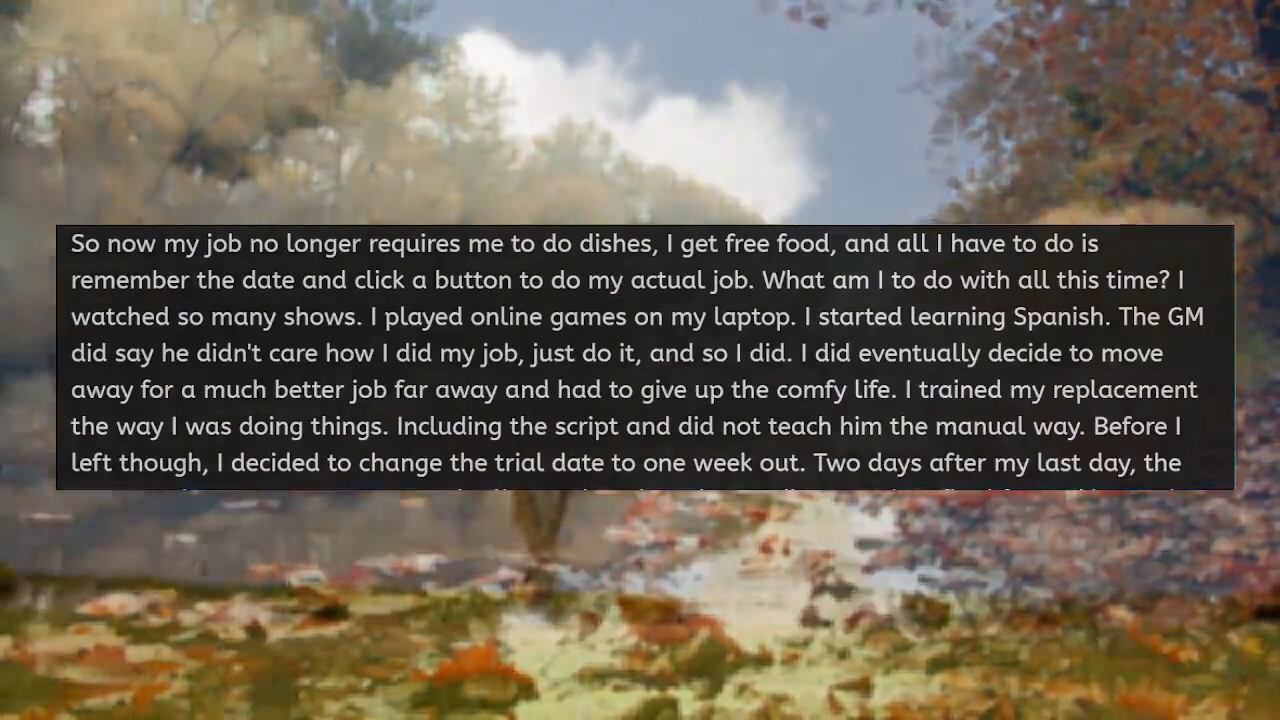 So now my job no longer requires me to do dishes, I get free food, and all I have to do is
remember the date and click a button to do my actual job. What am I to do with all this time? I
watched so many shows. I played online games on my laptop. I started learning Spanish. The GM
did say he didn't care how I did my job, just do it, and so I did. I did eventually decide to move
away for a much better job far away and had to give up the comfy life. I trained my replacement
the way I was doing things. Including the script and did not teach him the manual way. Before I
left though, I decided to change the trial date to one week out. Two days after my last day, the